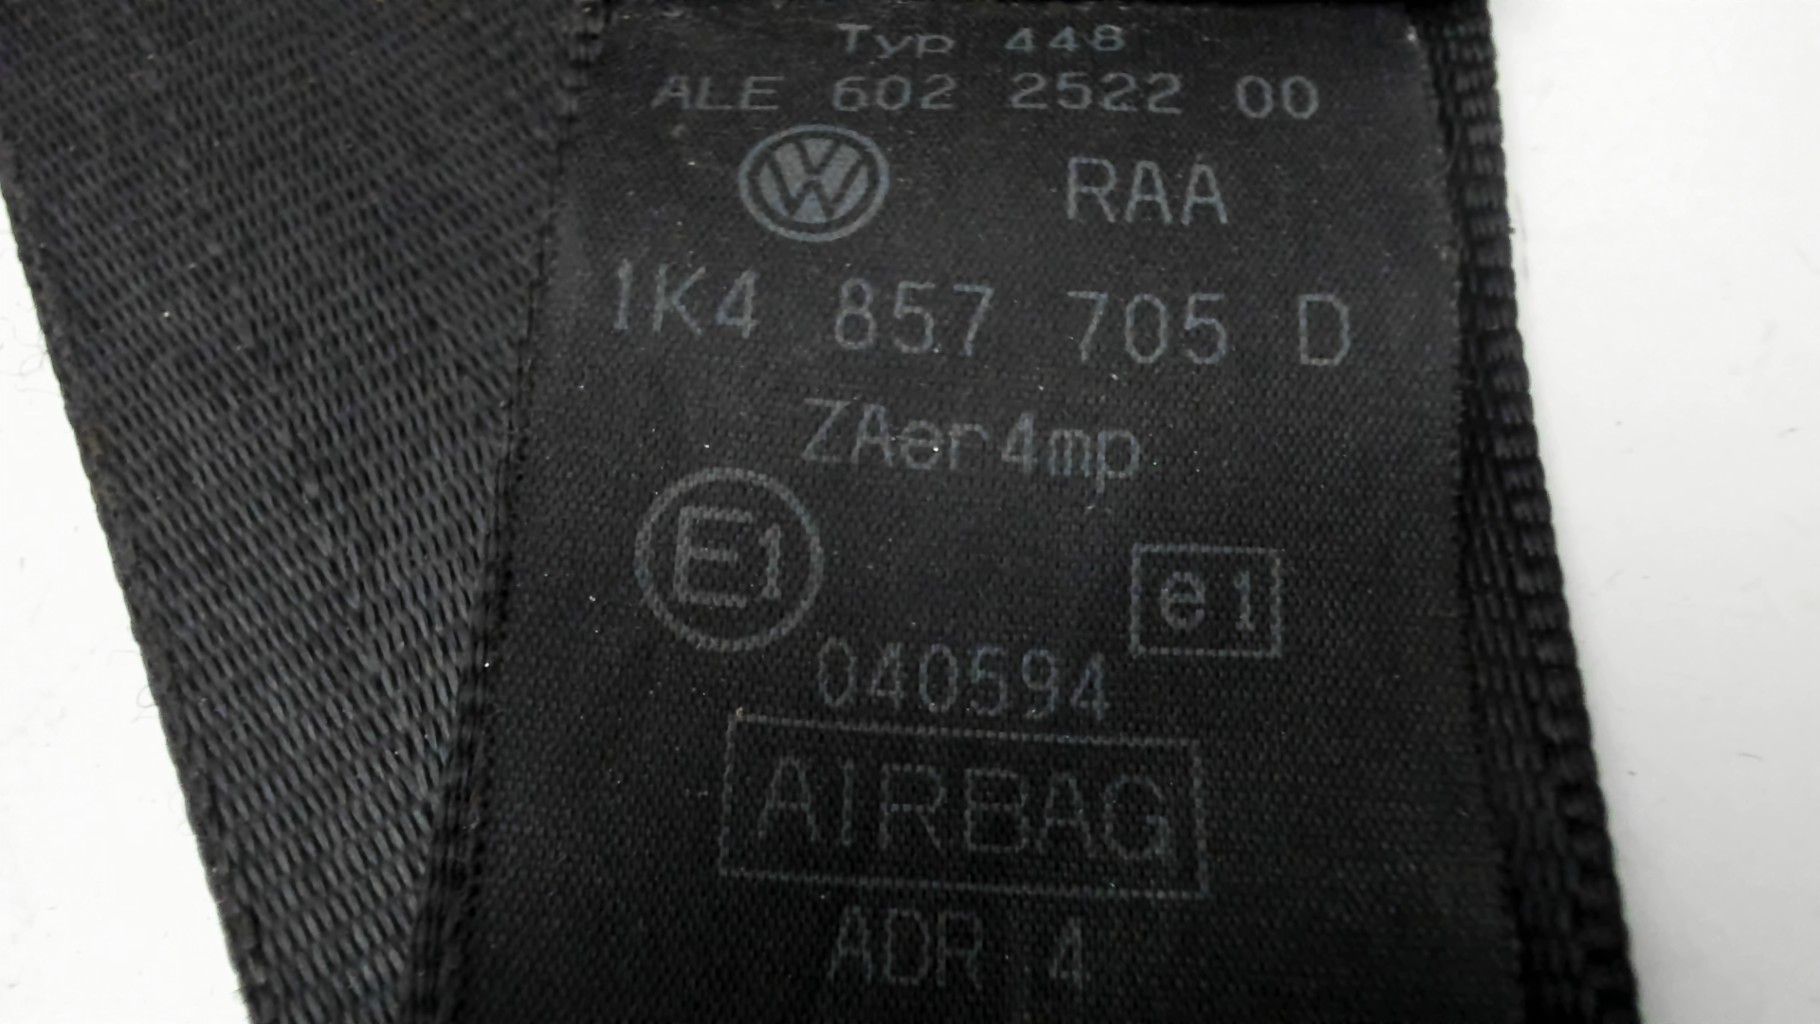 Typ 448
ALE 602 2522 00
RAA
1K4 857 705 D
ZAer4mp
E1
e1
040594
AIRBAG
ADR 4